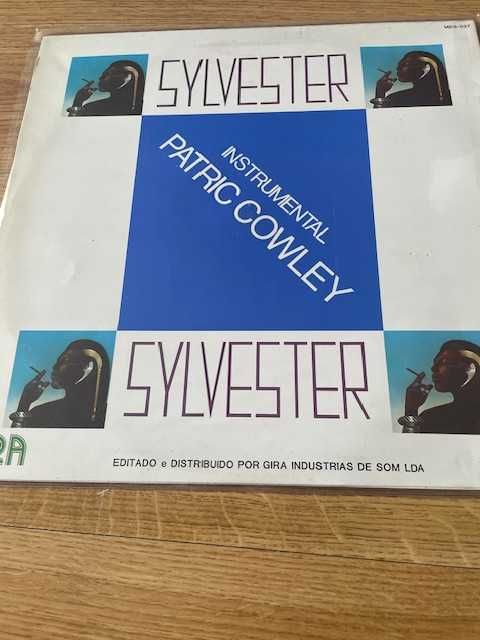 SYLVESTER
INSTRUMENTAL
PATRIC COWLEY
SYLVESTER
EDITADO e DISTRIBUIDO POR GIRA INDUSTRIAS DE SOM LDA